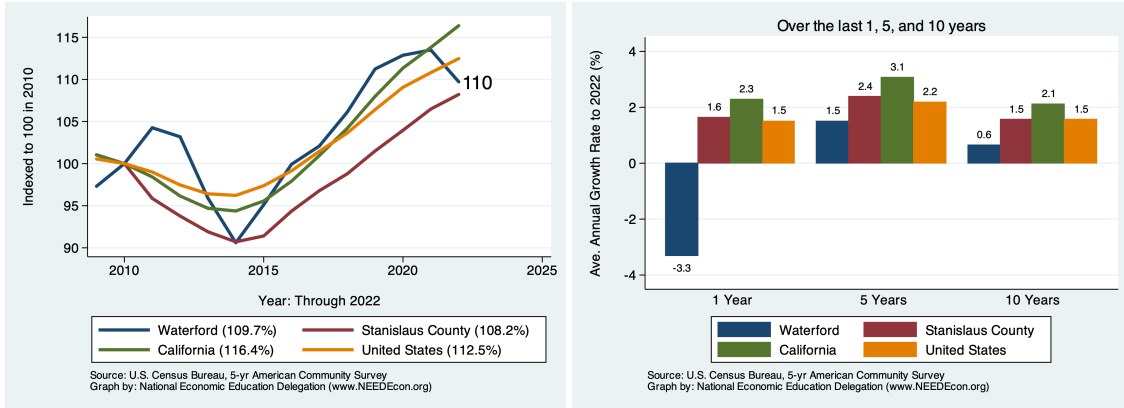 Indexed to 100 in 2010
115
110
105
100
95
90
110
2010
2015
2020
2025
Year: Through 2022
Waterford (109.7%)
Stanislaus County (108.2%)
California (116.4%)
United States (112.5%)
Source: U.S. Census Bureau, 5-yr American Community Survey
Graph by: National Economic Education Delegation (www.NEEDEcon.org)
Over the last 1, 5, and 10 years
Ave. Annual Growth Rate to 2022 (%)
4
2
0
-2
-4
-3.3
1.6
2.3
1.5
1.5
2.4
3.1
2.2
0.6
1.5
2.1
1.5
1 Year
5 Years
10 Years
Waterford
Stanislaus County
California
United States
Source: U.S. Census Bureau, 5-yr American Community Survey
Graph by: National Economic Education Delegation (www.NEEDEcon.org)